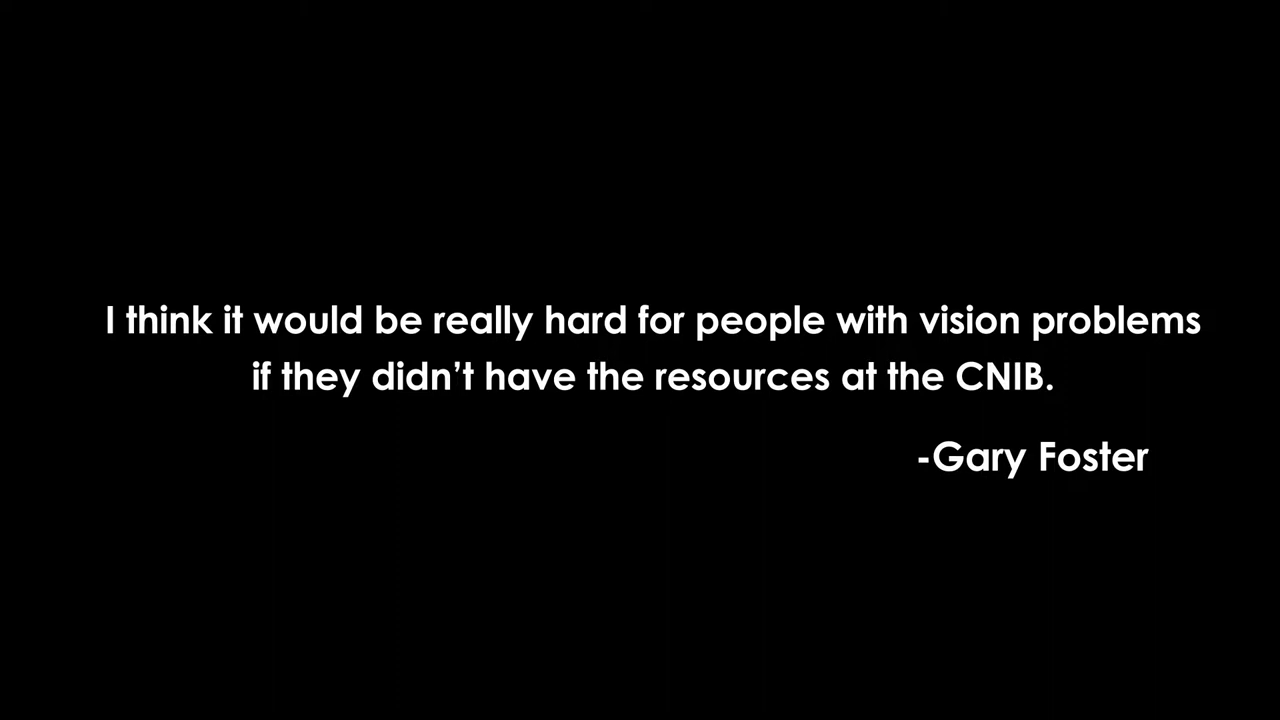 I think it would be really hard for people with vision problems
if they didn’t have the resources at the CNIB.
-Gary Foster